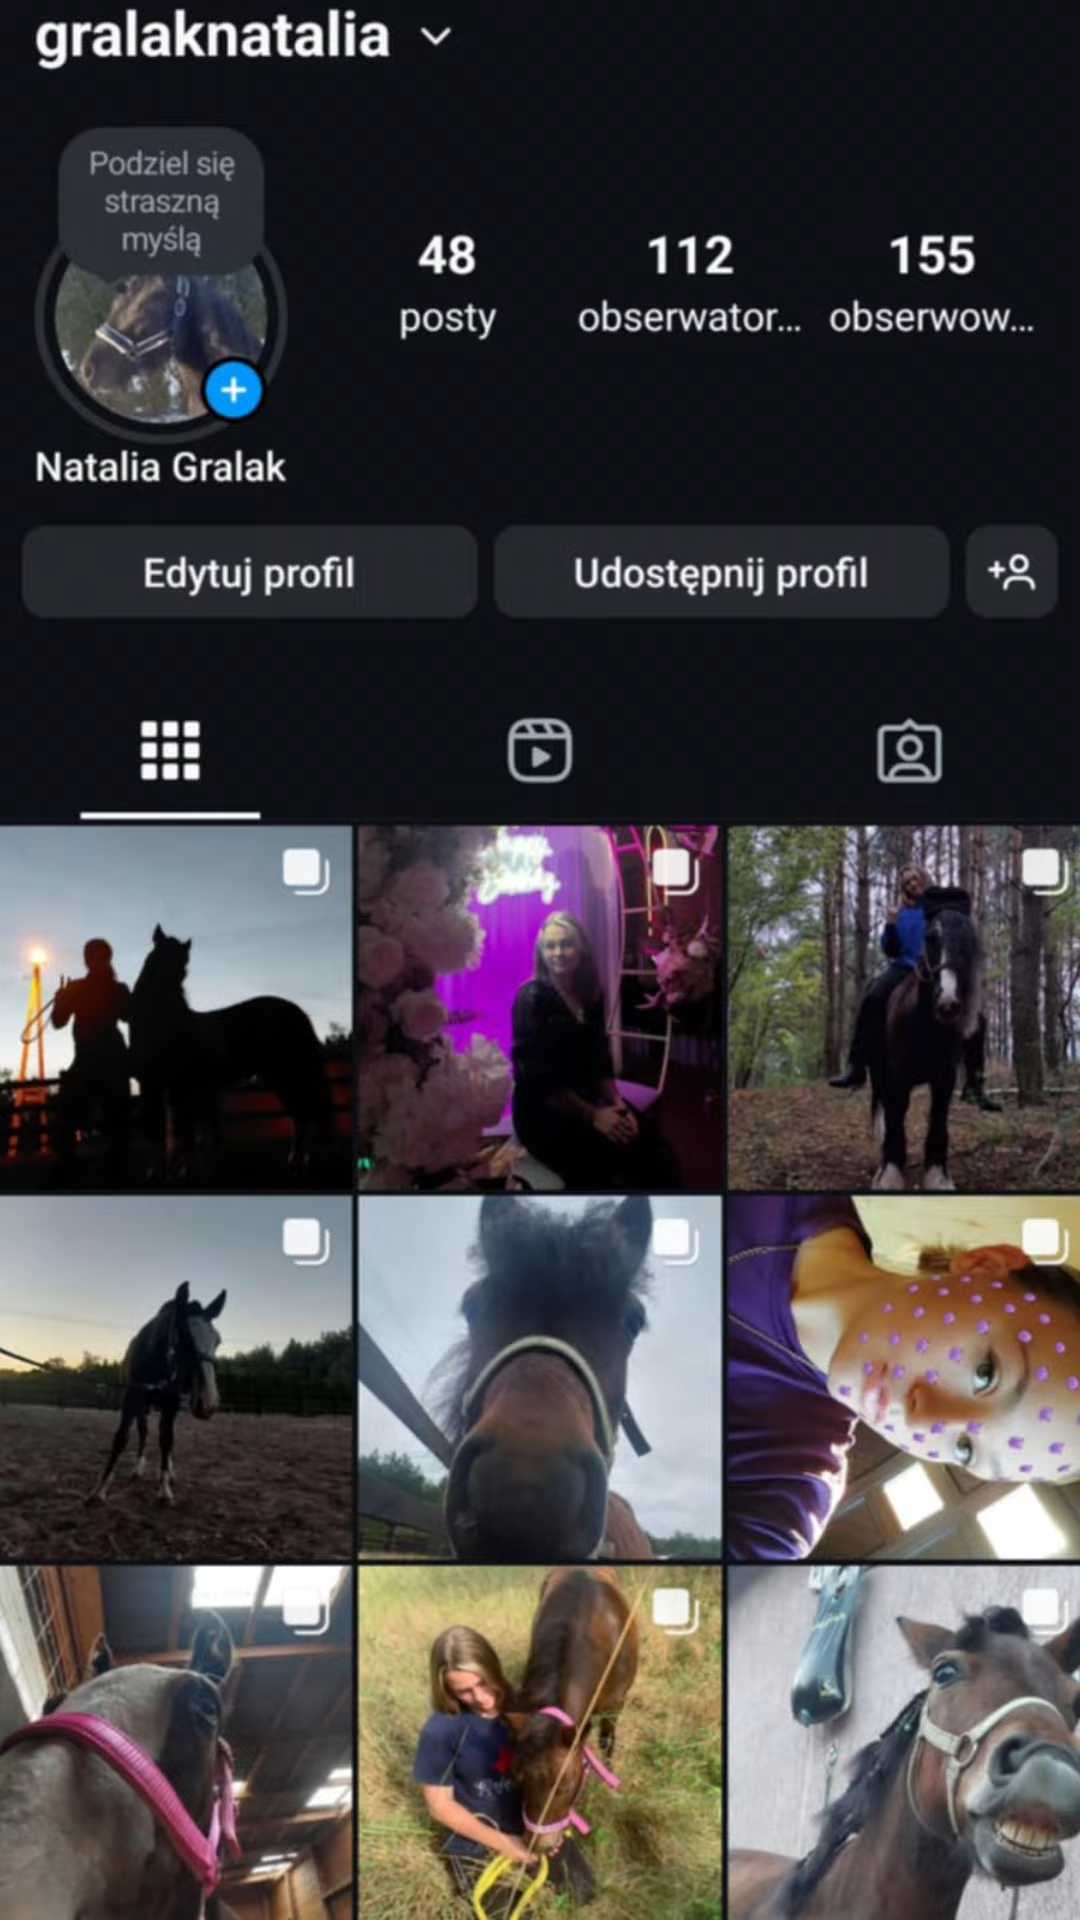 gralaknatalia
Podziel się
straszną
myślą
48
112
155
posty
obserwator...
obserwow...
Natalia Gralak
Edytuj profil
Udostępnij profil